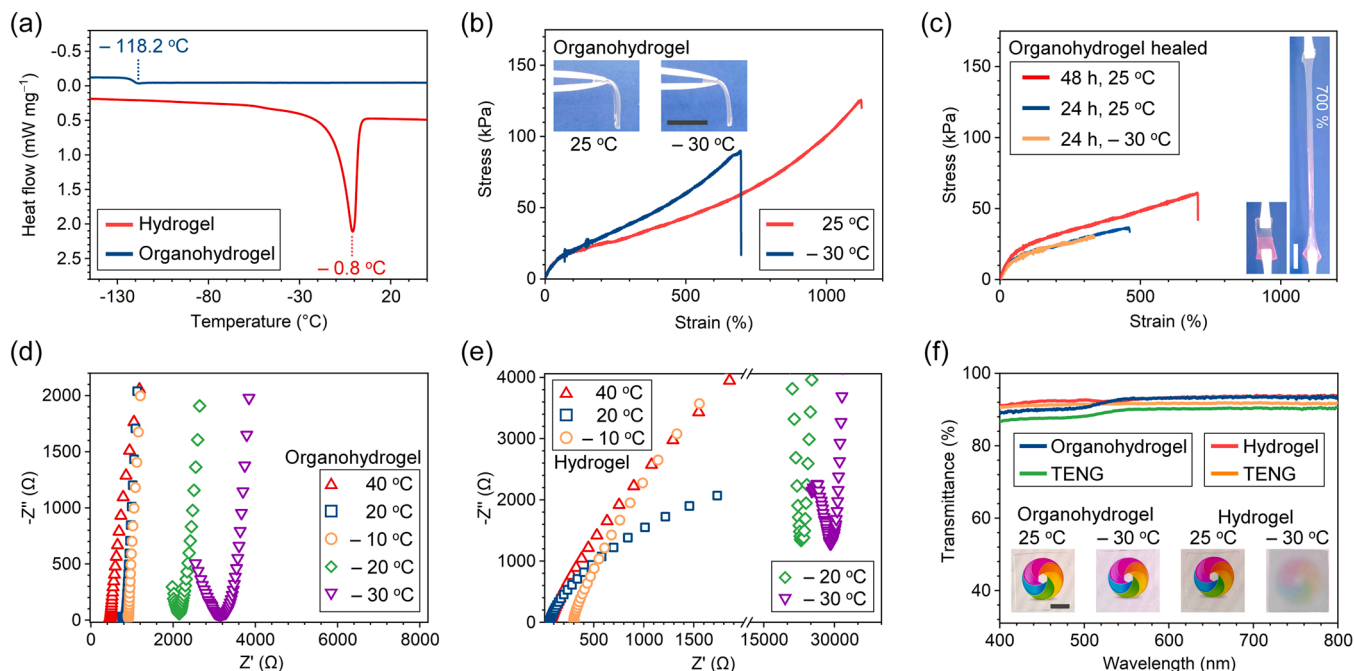 (a)
– 118.2 °C
-0.5
0.0
0.5
1.0
1.5
2.0
2.5
Heat flow (mW mg⁻¹)
Hydrogel
Organohydrogel
– 0.8 °C
-130
-80
-30
20
Temperature (°C)
(b)
Organohydrogel
25 °C
– 30 °C
0
50
100
150
Stress (kPa)
25 °C
– 30 °C
0
500
1000
Strain (%)
(c)
Organohydrogel healed
48 h, 25 °C
24 h, 25 °C
24 h, – 30 °C
700 %
0
50
100
150
Stress (kPa)
0
500
1000
Strain (%)
(d)
0
500
1000
1500
2000
-Z" (Ω)
Organohydrogel
40 °C
20 °C
– 10 °C
– 20 °C
– 30 °C
0
2000
4000
6000
8000
Z' (Ω)
(e)
0
1000
2000
3000
4000
-Z" (Ω)
40 °C
20 °C
– 10 °C
Hydrogel
– 20 °C
– 30 °C
500
1000
1500
15000
30000
Z' (Ω)
(f)
40
60
80
100
Transmittance (%)
Organohydrogel
TENG
Hydrogel
TENG
Organohydrogel
Hydrogel
25 °C
– 30 °C
25 °C
– 30 °C
400
500
600
700
800
Wavelength (nm)